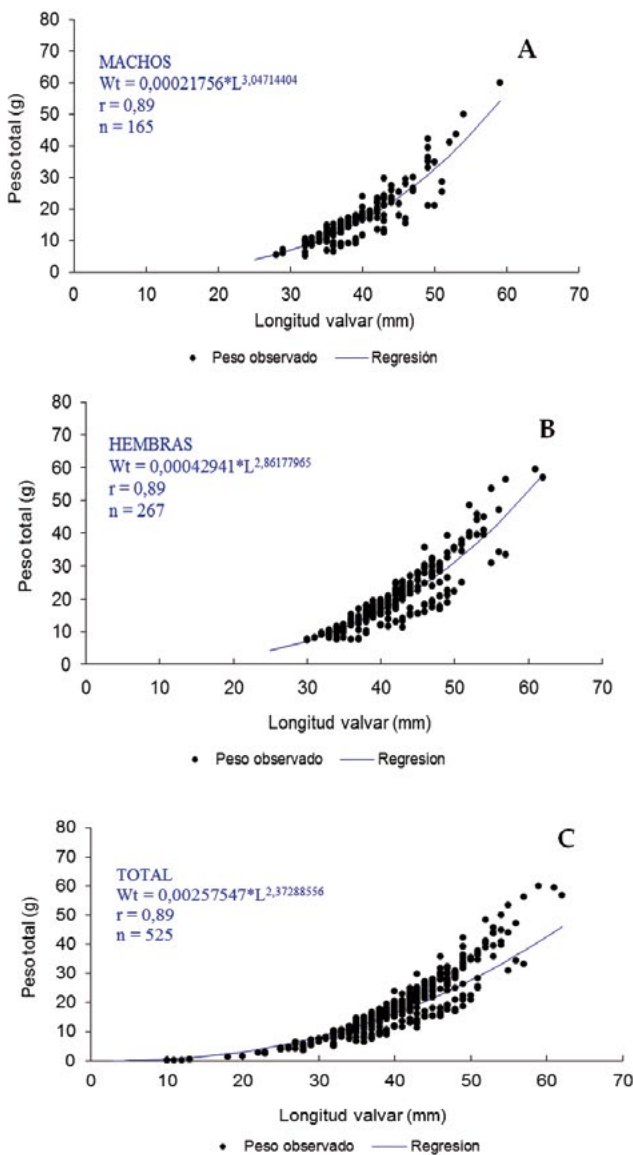 A
MACHOS
Wt = 0,00021756*L3,04714404
r = 0,89
n = 165
Peso total (g)
80
70
60
50
40
30
20
10
0
0 10 20 30 40 50 60 70
Longitud valvar (mm)
Peso observado Regresión
B
HEMBRAS
Wt = 0,00042941*L2,86177965
r = 0,89
n = 267
Peso total (g)
80
70
60
50
40
30
20
10
0
0 10 20 30 40 50 60 70
Longitud valvar (mm)
Peso observado Regresion
C
TOTAL
Wt = 0,00257547*L2,37288556
r = 0,89
n = 525
Peso total (g)
80
70
60
50
40
30
20
10
0
0 10 20 30 40 50 60 70
Longitud valvar (mm)
Peso observado Regresion